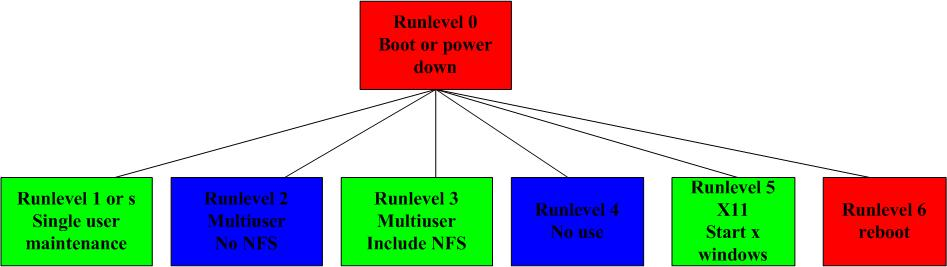 Runlevel 0
Boot or power
down
Runlevel 1 or s
Single user
maintenance
Runlevel 2
Multiuser
No NFS
Runlevel 3
Multiuser
Include NFS
Runlevel 4
No use
Runlevel 5
X11
Start x
windows
Runlevel 6
reboot